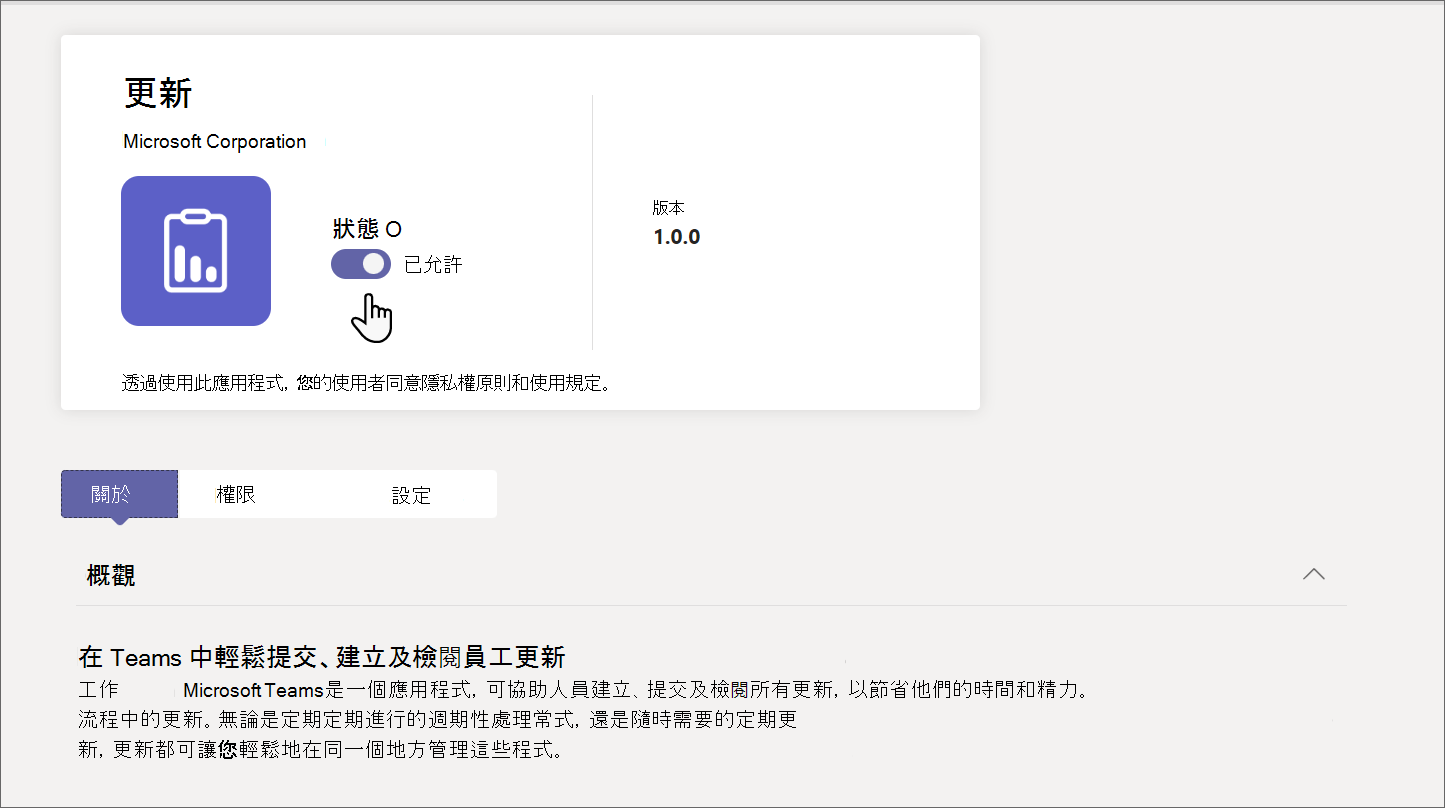 更新
Microsoft Corporation
狀態 O
已允許
版本
1.0.0
透過使用此應用程式, 您的使用者同意隱私權原則和使用規定。
關於
權限
設定
概觀
在 Teams 中輕鬆提交、建立及檢閱員工更新
工作 Microsoft Teams是一個應用程式, 可協助人員建立、提交及檢閱所有更新, 以節省他們的時間和精力。
流程中的更新。無論是定期定期進行的週期性處理常式, 還是隨時需要的定期更
新, 更新都可讓您輕鬆地在同一個地方管理這些程式。